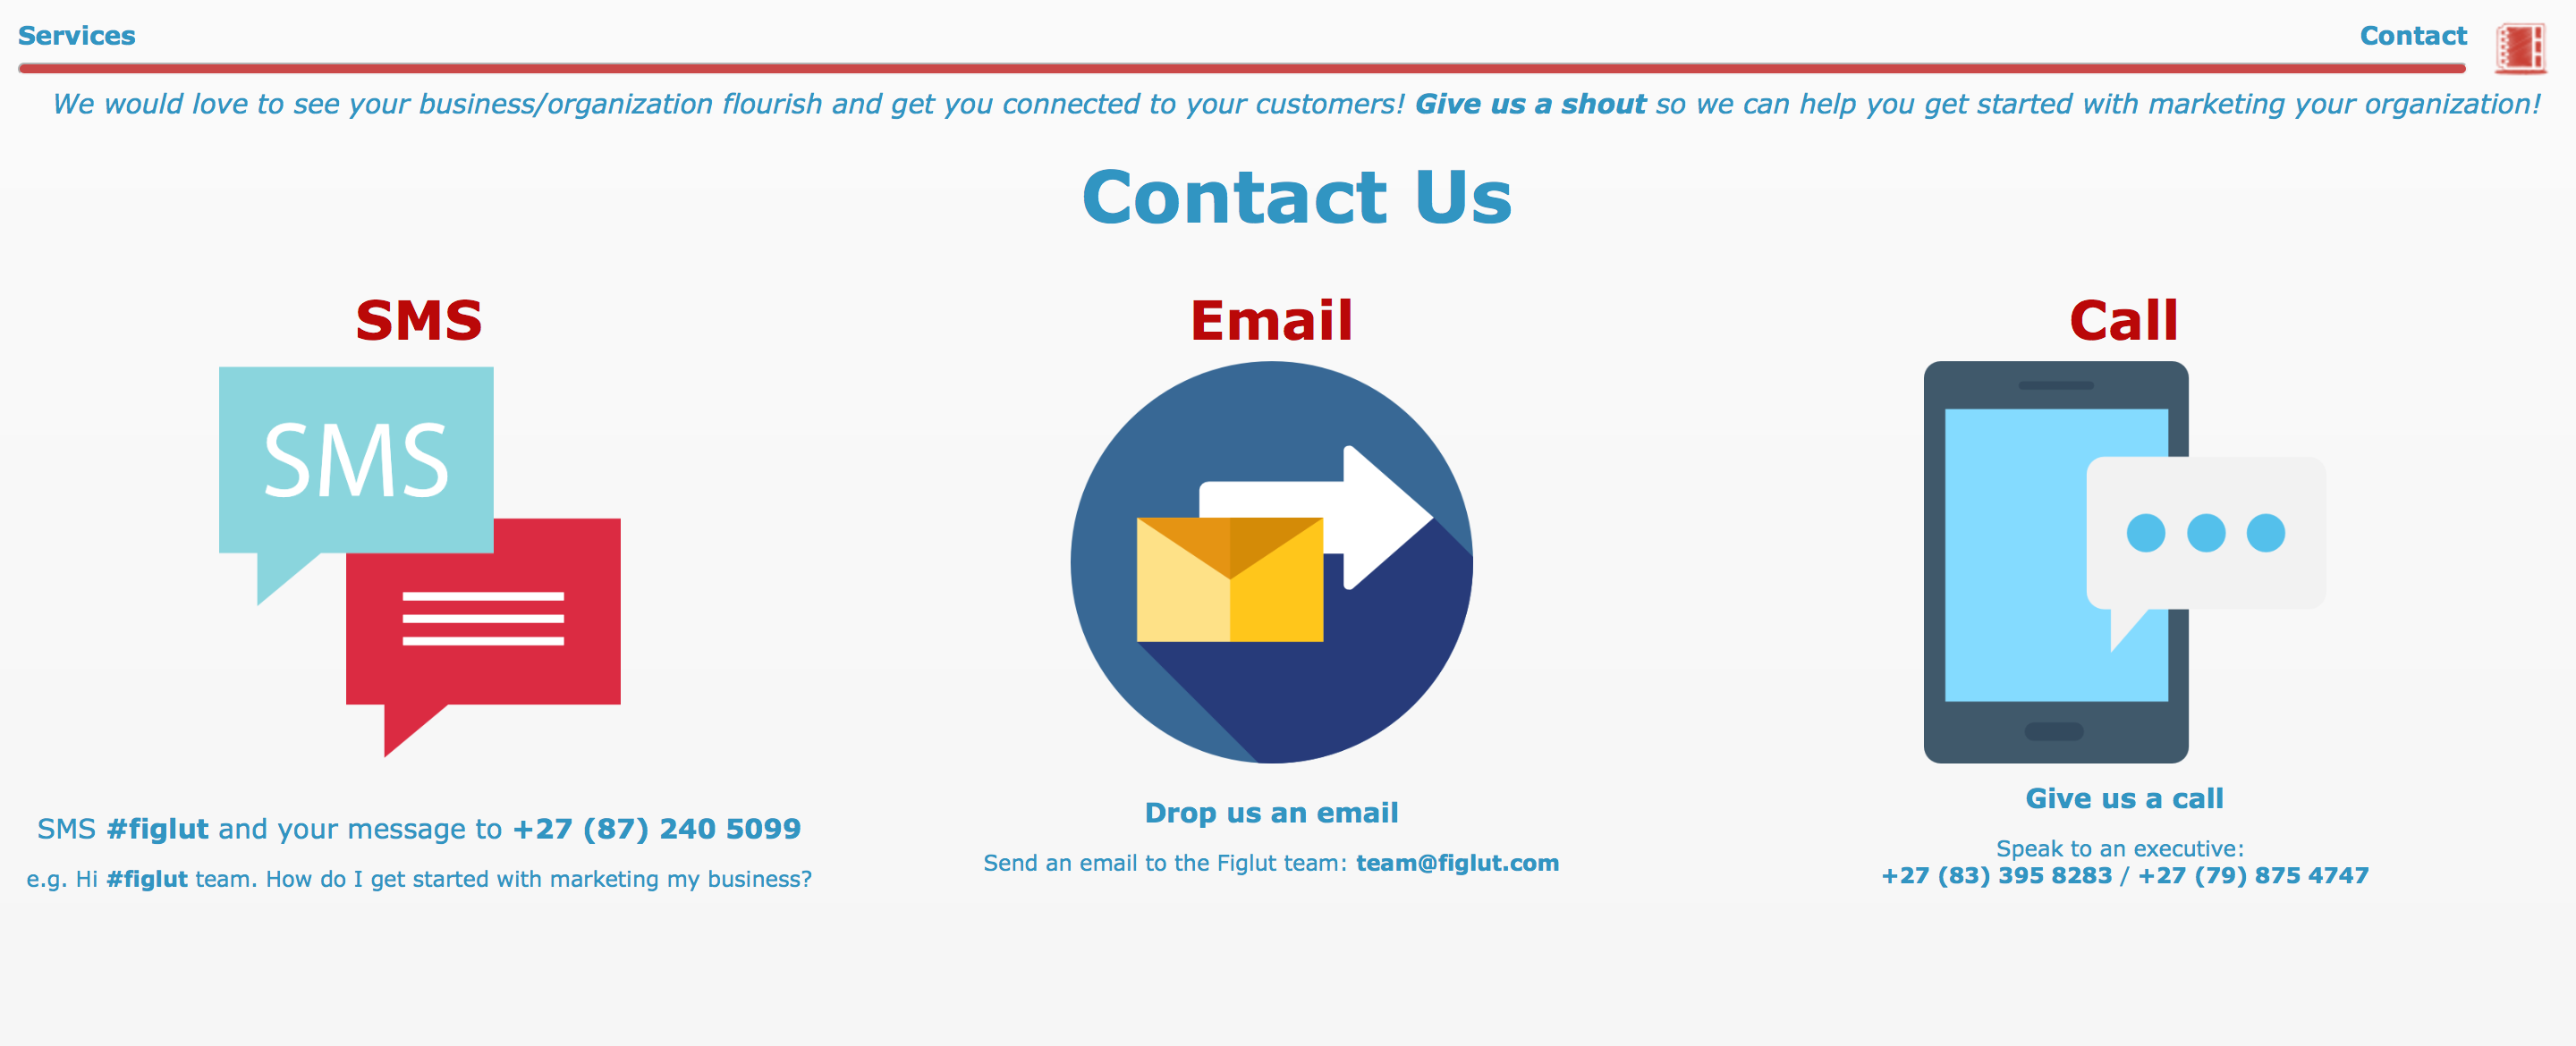 Services
Contact
We would love to see your business/organization flourish and get you connected to your customers! Give us a shout so we can help you get started with marketing your organization!
Contact Us
SMS
SMS
SMS #figlut and your message to +27 (87) 240 5099
e.g. Hi #figlut team. How do I get started with marketing my business?
Email
Drop us an email
Send an email to the Figlut team: team@figlut.com
Call
Give us a call
Speak to an executive:
+27 (83) 395 8283 / +27 (79) 875 4747